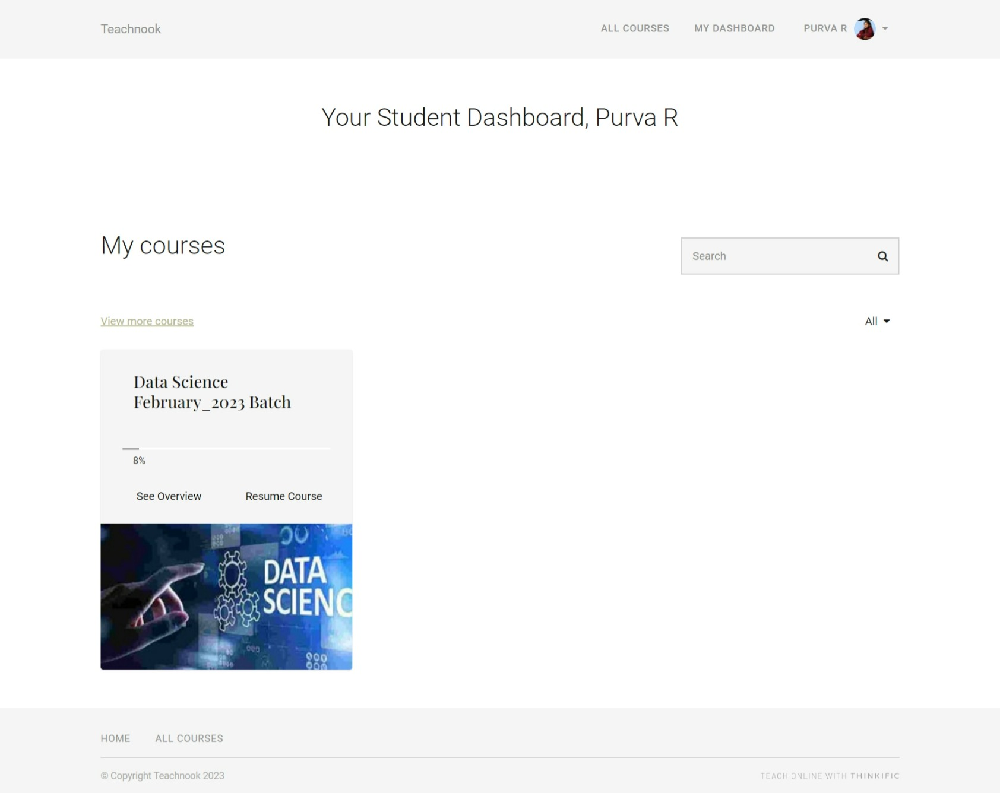 Teachnook
ALL COURSES
MY DASHBOARD
PURVA R
Your Student Dashboard, Purva R
My courses
Search
View more courses
All
Data Science
February_2023 Batch
8%
See Overview
Resume Course
DATA
SCIENC
HOME
ALL COURSES
© Copyright Teachnook 2023
TEACH ONLINE WITH THINKIFIC